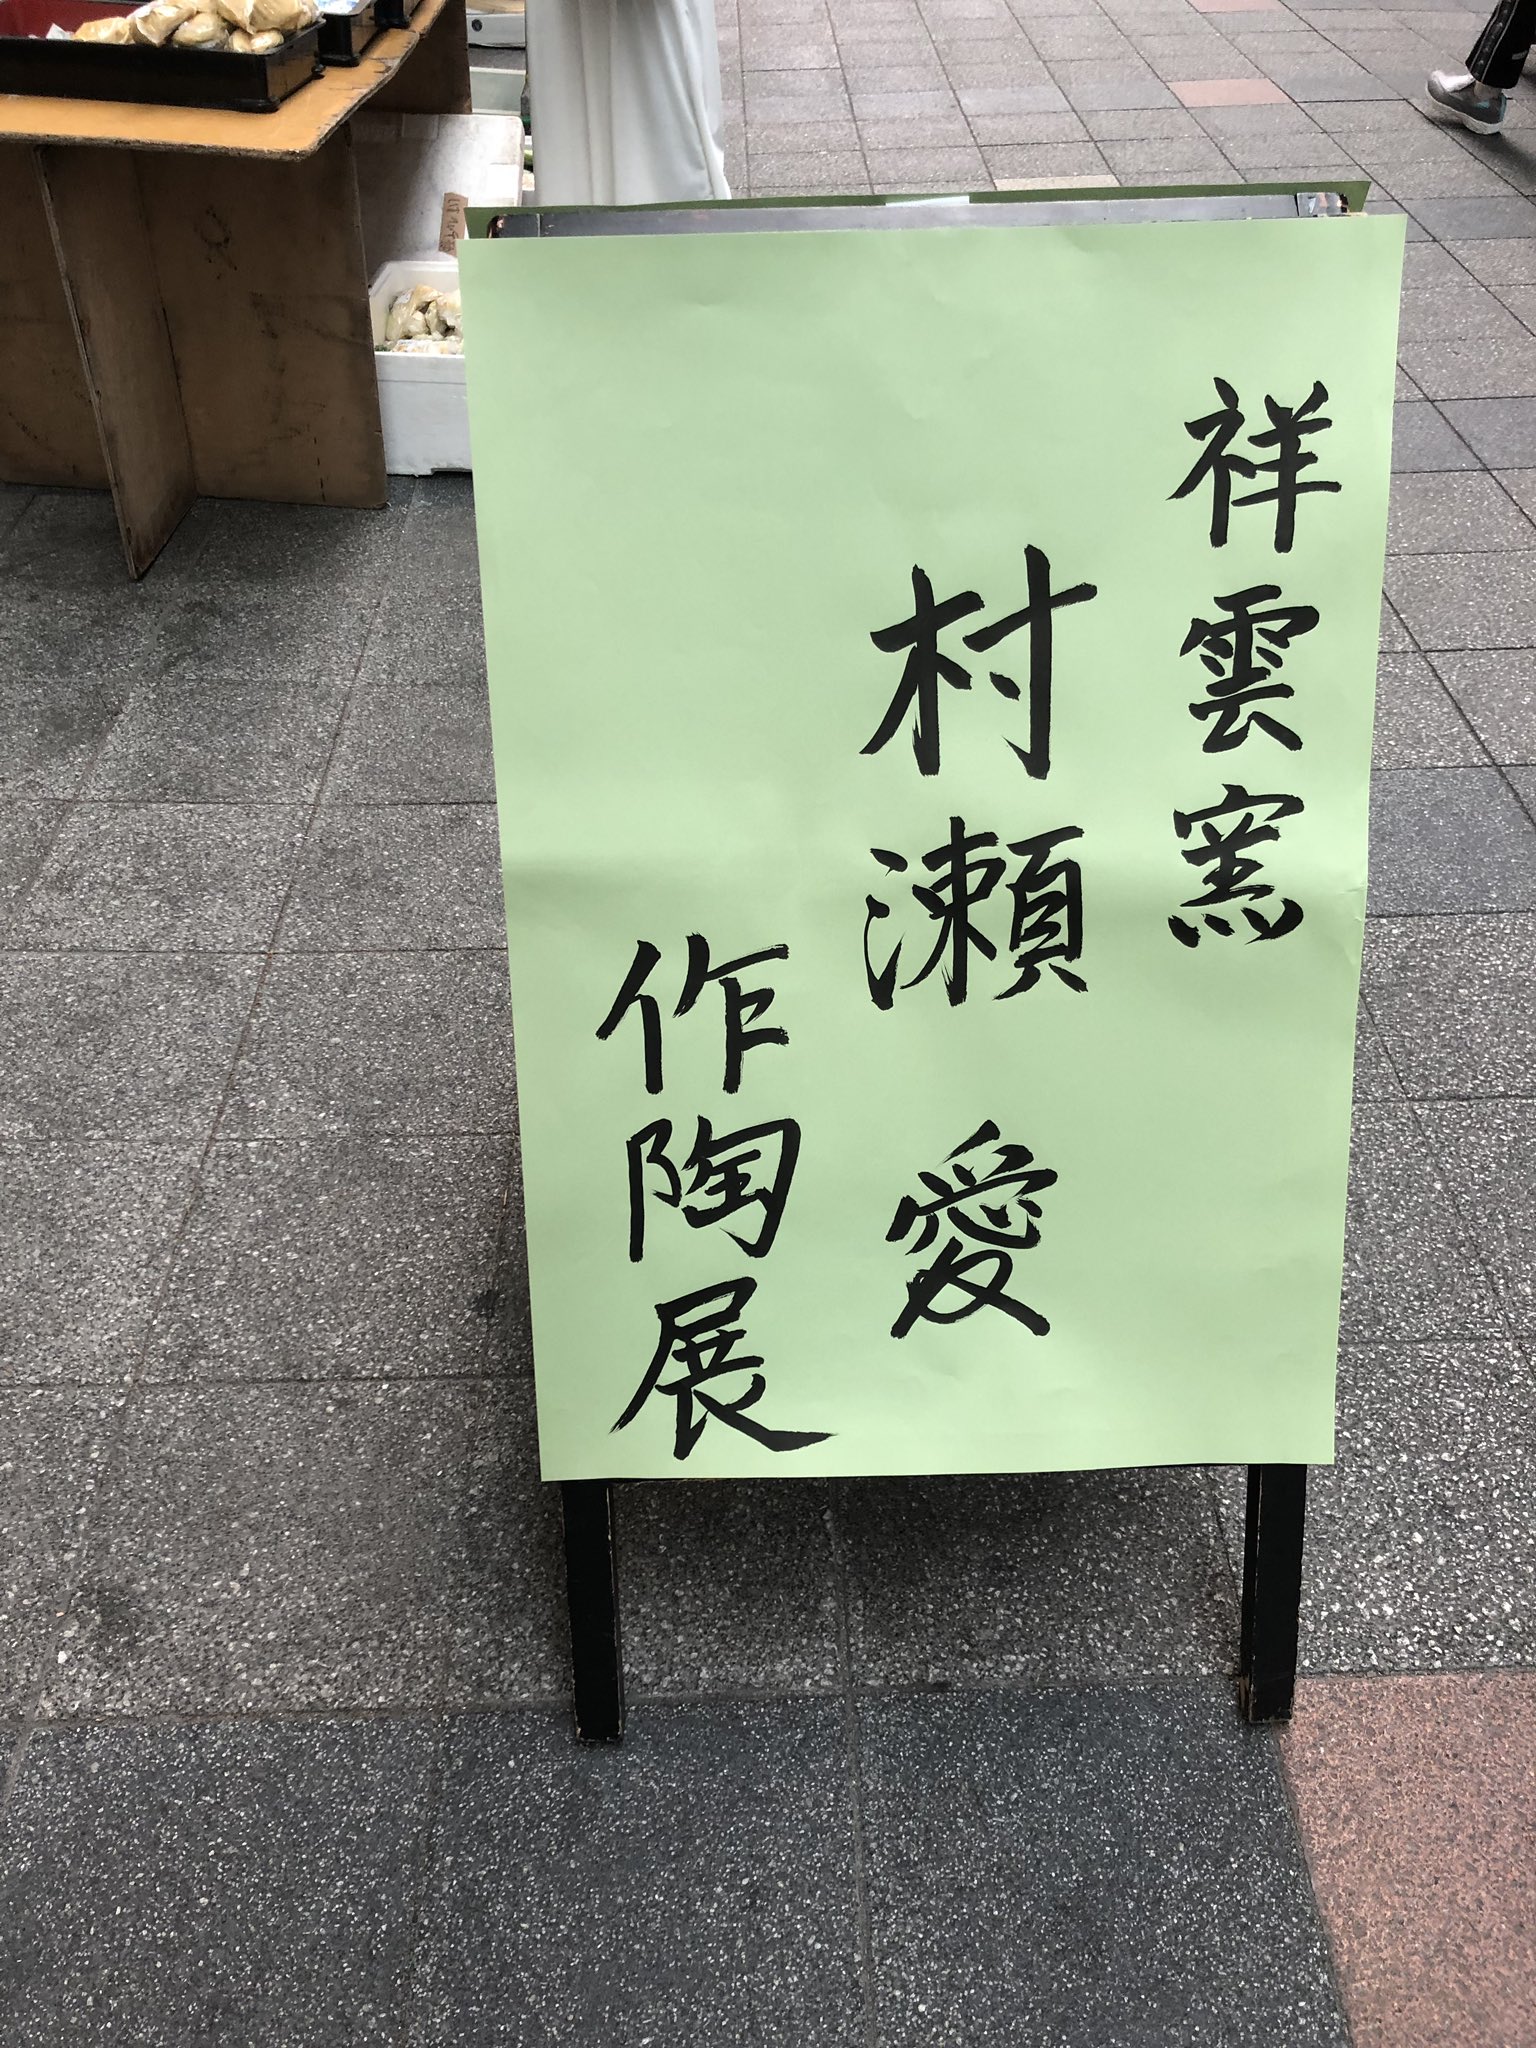 祥雲窯
村瀬 愛
作陶展